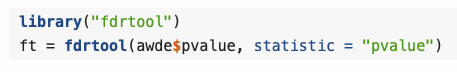 library("fdrtool")
ft = fdrtool(awde$pvalue, statistic = "pvalue")